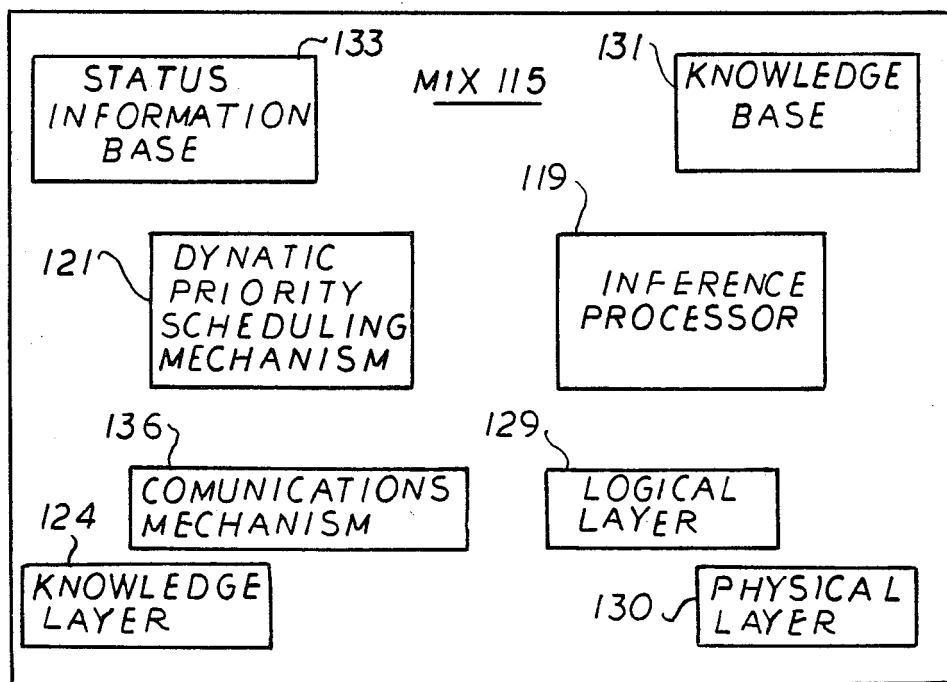 133
STATUS
INFORMATION
BASE
MIX 115
131
KNOWLEDGE
BASE
119
121
DYNATIC
PRIORITY
SCHEDULING
MECHANISM
INFERENCE
PROCESSOR
136
COMUNICATIONS
MECHANISM
129
LOGICAL
LAYER
124
KNOWLEDGE
LAYER
130
PHYSICAL
LAYER